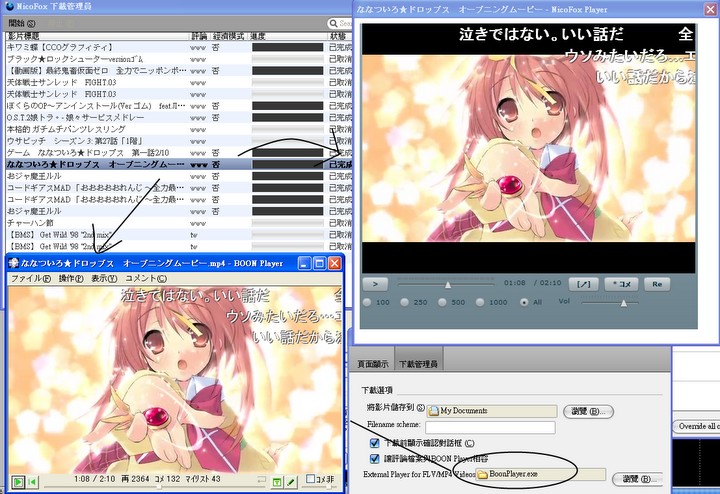 NicoFox 下載管理員
開始 (S)
Sea
影片標題 評論 經濟模式 進度 狀態
キワミ蝶【CCOグラフィティ】 www 否 已完成
ブラック★ロックシューターversionゴム www 已取消
【動画版】最終鬼畜仮面ゼロ 全力でニッポンポ… www 否 已完成
天体戦士サンレッド FIGHT.03 www 已取消
天体戦士サンレッド FIGHT.03 www 已取消
ぼくらのOP～アンインストール(Ver ゴム) feat.II… www 否 已完成
O.S.T.2娘トラ＊-娘々サービスメドレー www 否 已完成
本格的 ガチムチパンツレスリング www 已取消
ウサビッチ シーズン 3:第27話「1階」 www 已取消
ゲーム なないろ★ドロップス 第一話2/10 www 否 已完成
ななついろ★ドロップス オープニングムー… www 否 已完成
おジャ魔王ルル www 否 已完成
コードギアスMAD「おおおおおれんじ ～全力最… www 否 已完成
コードギアスMAD「おおおおおれんじ ～全力最… www 否 已完成
おジャ魔王ルル www 否 已完成
チャーハン節 www 已取消
【BMS】 Get Wild '98 "2nd mix" tw 已取消
【BMS】 Get Wild '98 "2nd mix" tw 已取消
ななついろ★ドロップス オープニングムービー - NicoFox Player
泣きではない。いい話だ 全
ウソみたいだろ…エ
いい話だから
> 01:08 / 02:10 [↗] * コメ Re
100 250 500 1000 All Vol
ななついろ★ドロップス オープニングムービー.mp4 - BOON Player
ファイル(F) 操作(P) 表示(V) コメント(C)
泣きではない。いい話だ 全
ウソみたいだろ…エ
いい話だから
1:08 / 2:10 再 2364 コメ 132 マイリスト 43
コメ非
頁面顯示 下載管理員
下載選項
將影片儲存到 (S) My Documents 瀏覽 (B)...
Filename scheme:
下載前顯示確認對話框 (C)
讓評論檔案與BOON Player相容
External Player for FLV/MP4 Videos BoonPlayer.exe 瀏覽 (B)...
Override all c